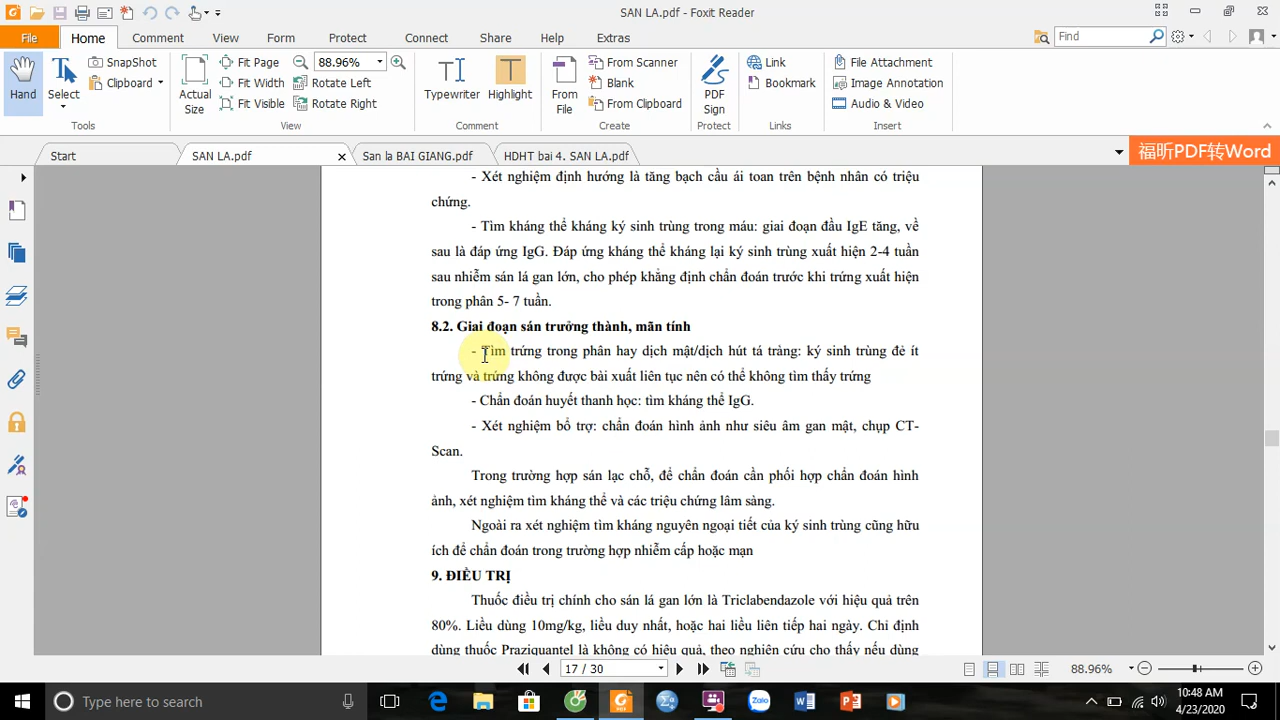 SAN LA.pdf - Foxit Reader
File Home Comment View Form Protect Connect Share Help Extras
Find
Hand
Select
SnapShot
Clipboard
Actual Size
Fit Page
Fit Width
Fit Visible
88.96%
Rotate Left
Rotate Right
Typewriter
Highlight
From File
From Scanner
Blank
From Clipboard
PDF Sign
Link
Bookmark
File Attachment
Image Annotation
Audio & Video
Tools View Comment Create Protect Links Insert
Start SAN LA.pdf San la BAI GIANG.pdf HDHT bai 4. SAN LA.pdf 福昕PDF转Word
- Xét nghiệm định hướng là tăng bạch cầu ái toan trên bệnh nhân có triệu
chứng.
- Tìm kháng thể kháng ký sinh trùng trong máu: giai đoạn đầu IgE tăng, về
sau là đáp ứng IgG. Đáp ứng kháng thể kháng lại ký sinh trùng xuất hiện 2-4 tuần
sau nhiễm sán lá gan lớn, cho phép khẳng định chẩn đoán trước khi trứng xuất hiện
trong phân 5- 7 tuần.
8.2. Giai đoạn sán trưởng thành, mãn tính
- Tìm trứng trong phân hay dịch mật/dịch hút tá tràng: ký sinh trùng đẻ ít
trứng và trứng không được bài xuất liên tục nên có thể không tìm thấy trứng
- Chẩn đoán huyết thanh học: tìm kháng thể IgG.
- Xét nghiệm bổ trợ: chẩn đoán hình ảnh như siêu âm gan mật, chụp CT-
Scan.
Trong trường hợp sán lạc chỗ, để chẩn đoán cần phối hợp chẩn đoán hình
ảnh, xét nghiệm tìm kháng thể và các triệu chứng lâm sàng.
Ngoài ra xét nghiệm tìm kháng nguyên ngoại tiết của ký sinh trùng cũng hữu
ích để chẩn đoán trong trường hợp nhiễm cấp hoặc mạn
9. ĐIỀU TRỊ
Thuốc điều trị chính cho sán lá gan lớn là Triclabendazole với hiệu quả trên
80%. Liều dùng 10mg/kg, liều duy nhất, hoặc hai liều liên tiếp hai ngày. Chỉ định
dùng thuốc Praziquantel là không có hiệu quả, theo nghiên cứu cho thấy nếu dùng
17 / 30
88.96%
Type here to search
Zalo
10:48 AM
4/23/2020